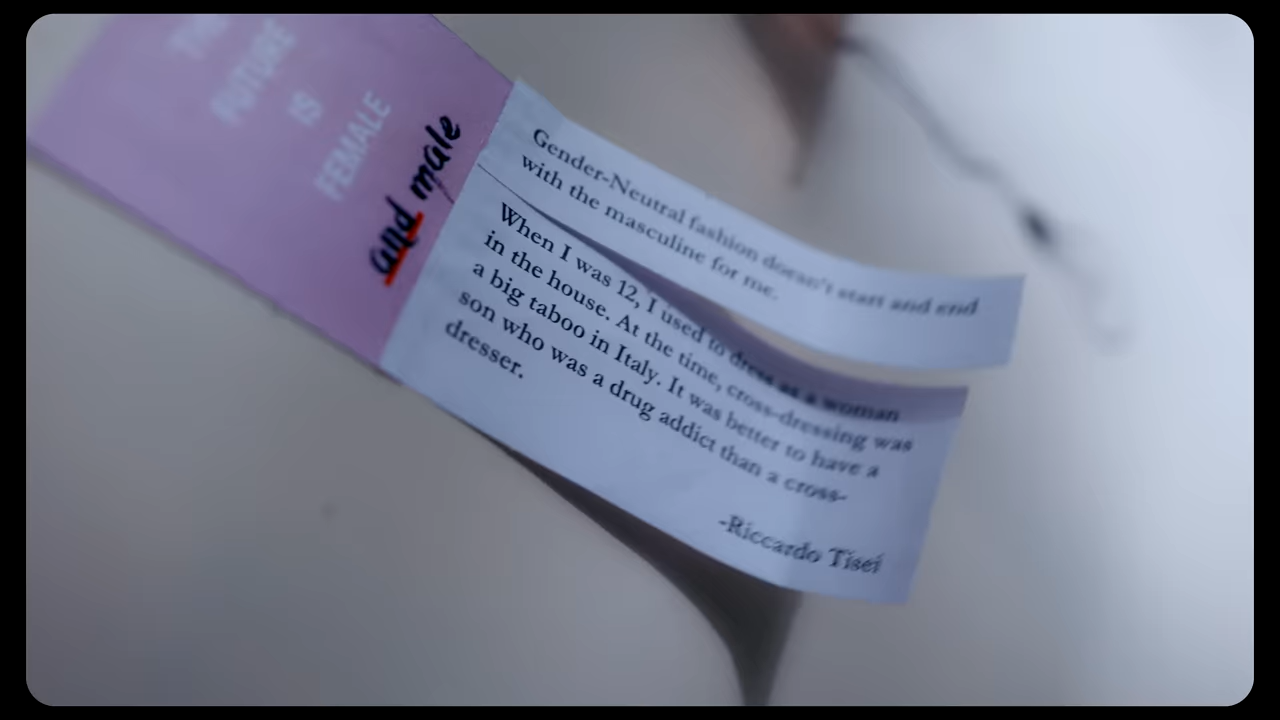 THE
FUTURE
IS
FEMALE
and male
Gender-Neutral fashion doesn't start and end
with the masculine for me.
When I was 12, I used to dress as a woman
in the house. At the time, cross-dressing was
a big taboo in Italy. It was better to have a
son who was a drug addict than a cross-
dresser.
-Riccardo Tisei